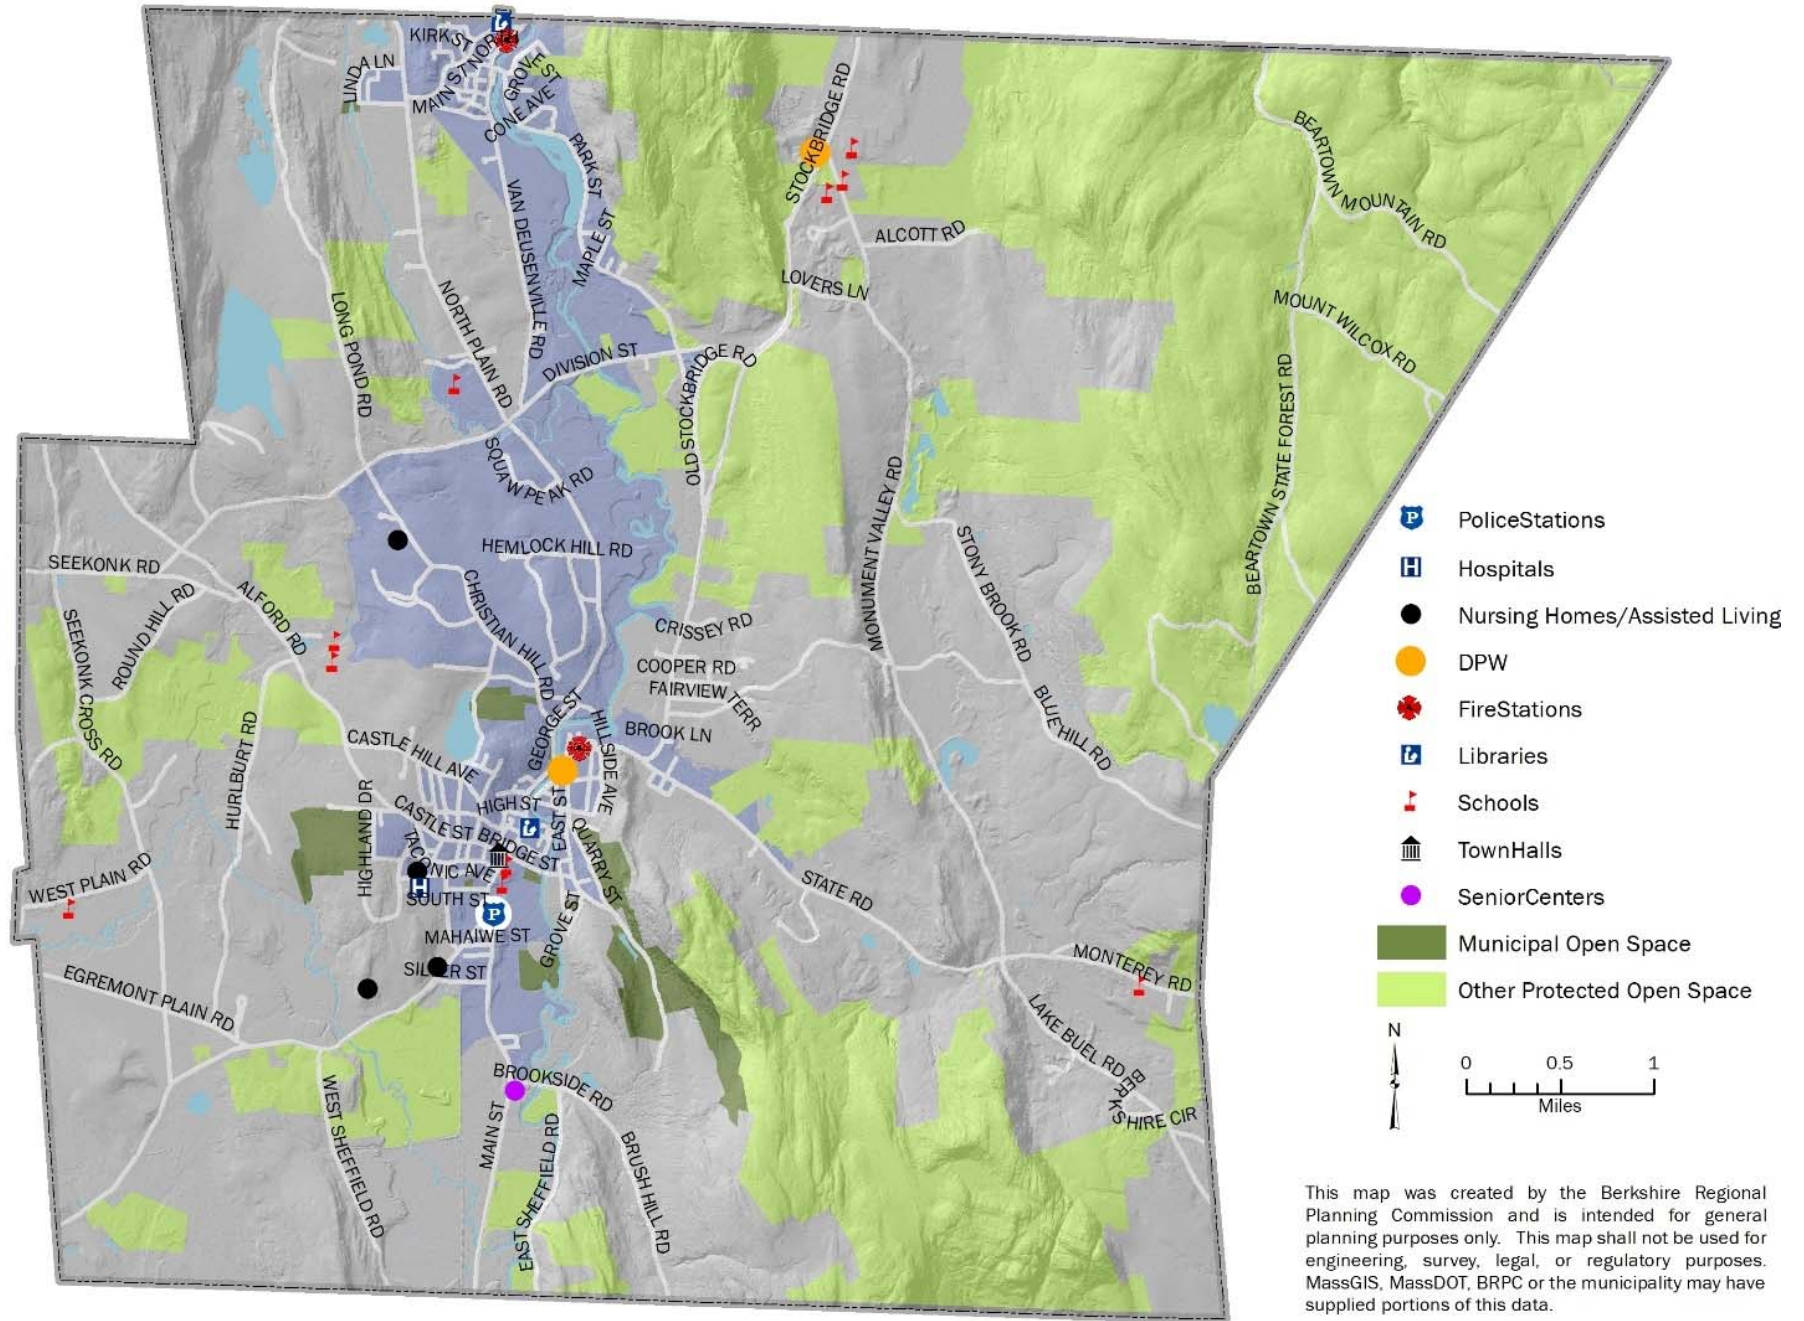 KIRK ST
NOR
LINDA LN
MAIN ST
GROVE ST
CONE AVE
PARK ST
STOCKBRIDGE RD
BEARTOWN MOUNTAIN RD
VAN DEUSENVILLE RD
MAPLE ST
ALCOTT RD
LOVERS LN
LONG POND RD
NORTH PLAIN RD
MOUNT WILCOX RD
DIVISION ST
OLD STOCKBRIDGE RD
BEARTOWN STATE FOREST RD
SQUAW PEAK RD
MONUMENT VALLEY RD
HEMLOCK HILL RD
SEEKONK RD
STONY BROOK RD
ROUND HILL RD
ALFORD RD
CHRISTIAN HILL RD
SEEKONK CROSS RD
CRISSEY RD
COOPER RD
FAIRVIEW TERR
BLUE HILL RD
GEORGE ST
HILLSIDE AVE
BROOK LN
HURLBURT RD
CASTLE HILL AVE
HIGHLAND DR
HIGH ST
EAST ST
CASTLE ST
BRIDGE ST
TACONIC AVE
QUARRY ST
WEST PLAIN RD
SOUTH ST
P
H
STATE RD
MAHAIWE ST
GROVE ST
MONTEREY RD
SILVER ST
EGREMONT PLAIN RD
LAKE BUEL RD
BERKSHIRE CIR
BROOKSIDE RD
WEST SHEFFIELD RD
MAIN ST
EAST SHEFFIELD RD
BRUSH HILL RD
P PoliceStations
H Hospitals
Nursing Homes/Assisted Living
DPW
FireStations
Libraries
Schools
TownHalls
SeniorCenters
Municipal Open Space
Other Protected Open Space
N
0 0.5 1
Miles
This map was created by the Berkshire Regional
Planning Commission and is intended for general
planning purposes only. This map shall not be used for
engineering, survey, legal, or regulatory purposes.
MassGIS, MassDOT, BRPC or the municipality may have
supplied portions of this data.